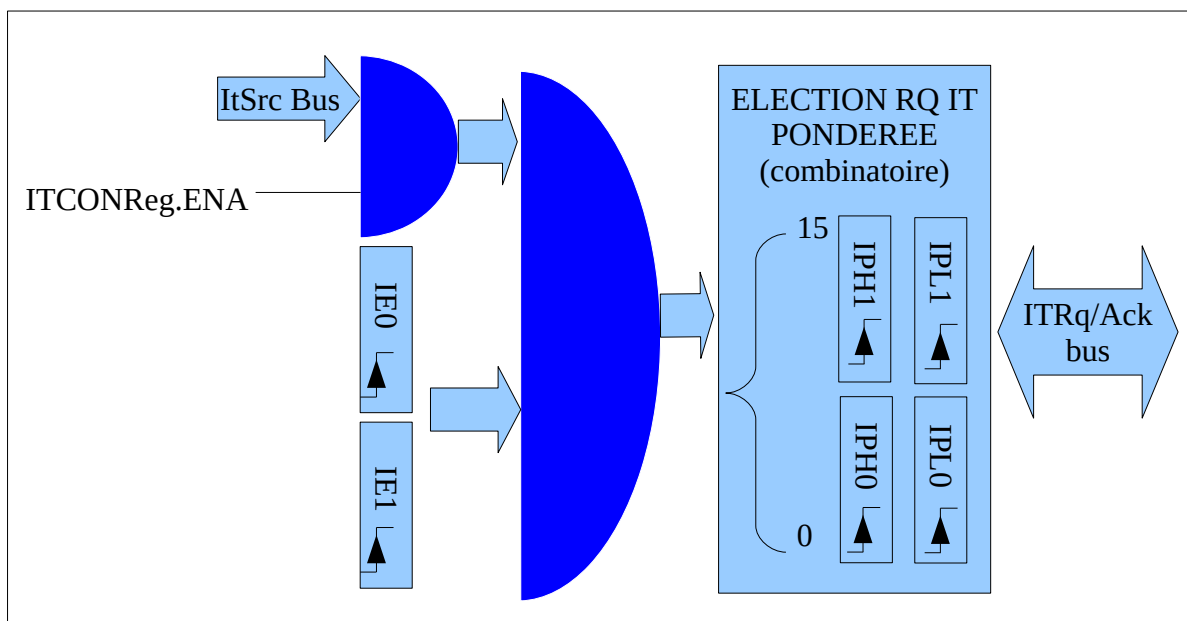 ItSrc Bus
ITCONReg.ENA
IE0
IE1
ELECTION RQ IT
PONDEREE
(combinatoire)
15
0
IPH1
IPL1
IPH0
IPL0
ITRq/Ack
bus